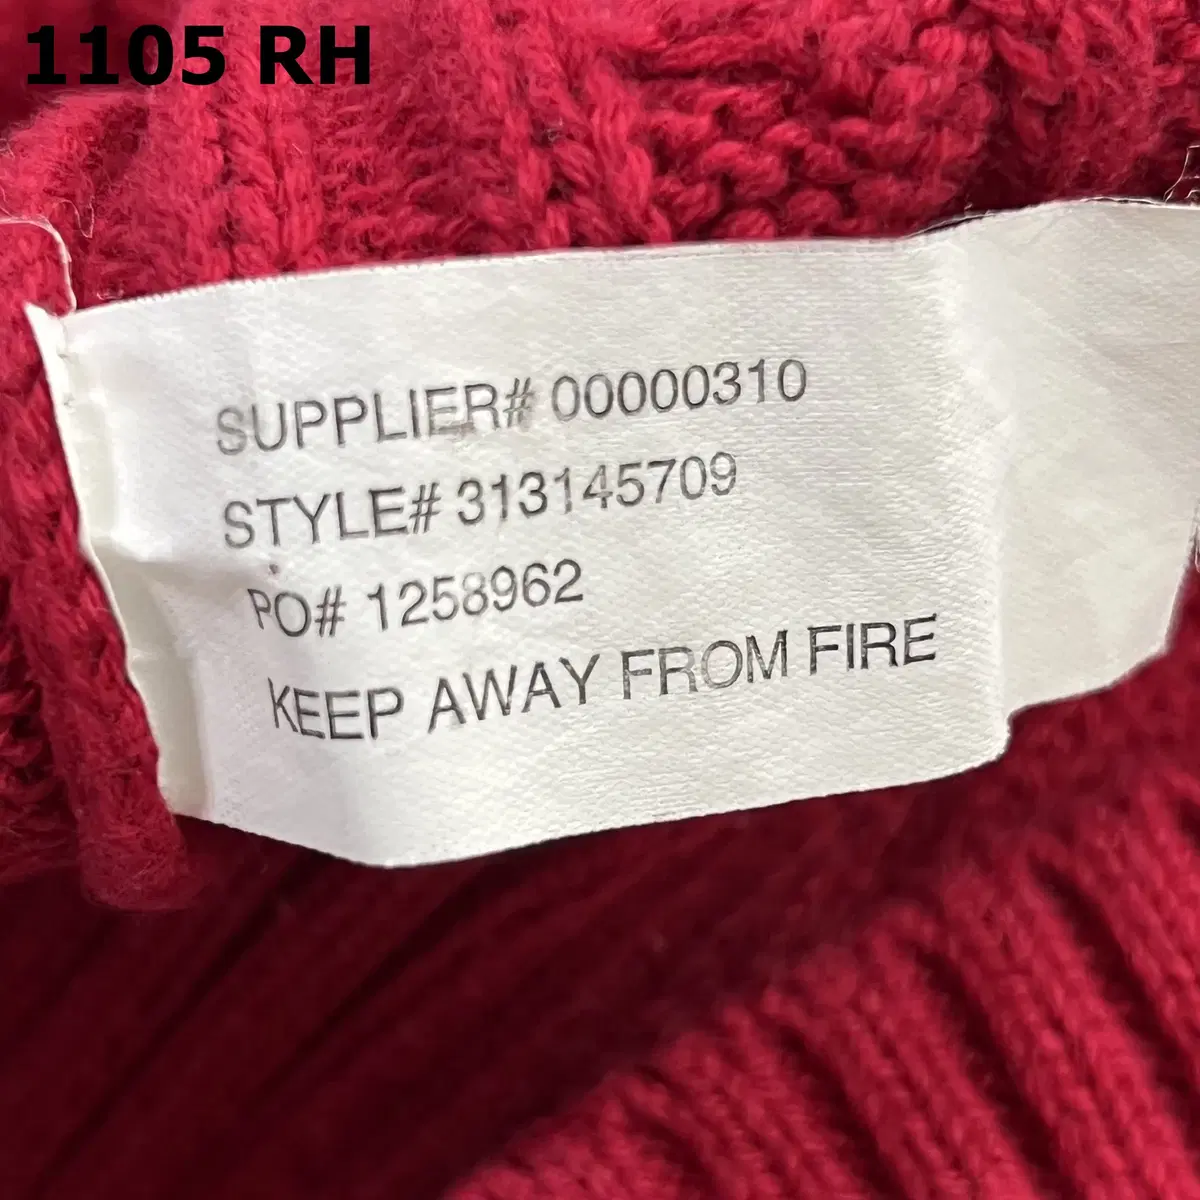 1105 RH
SUPPLIER# 00000310
STYLE# 313145709
PO# 1258962
KEEP AWAY FROM FIRE